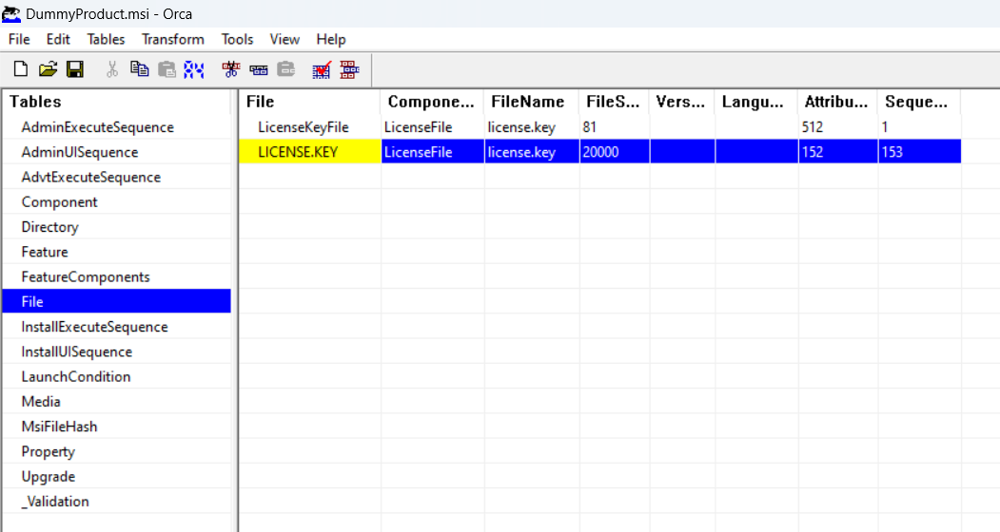 DummyProduct.msi - Orca
File Edit Tables Transform Tools View Help
Tables File Compone... FileName FileS... Vers... Langu... Attribu... Seque...
AdminExecuteSequence LicenseKeyFile LicenseFile license.key 81 512 1
AdminUISequence LICENSE.KEY LicenseFile license.key 20000 152 153
AdvtExecuteSequence
Component
Directory
Feature
FeatureComponents
File
InstallExecuteSequence
InstallUISequence
LaunchCondition
Media
MsiFileHash
Property
Upgrade
_Validation